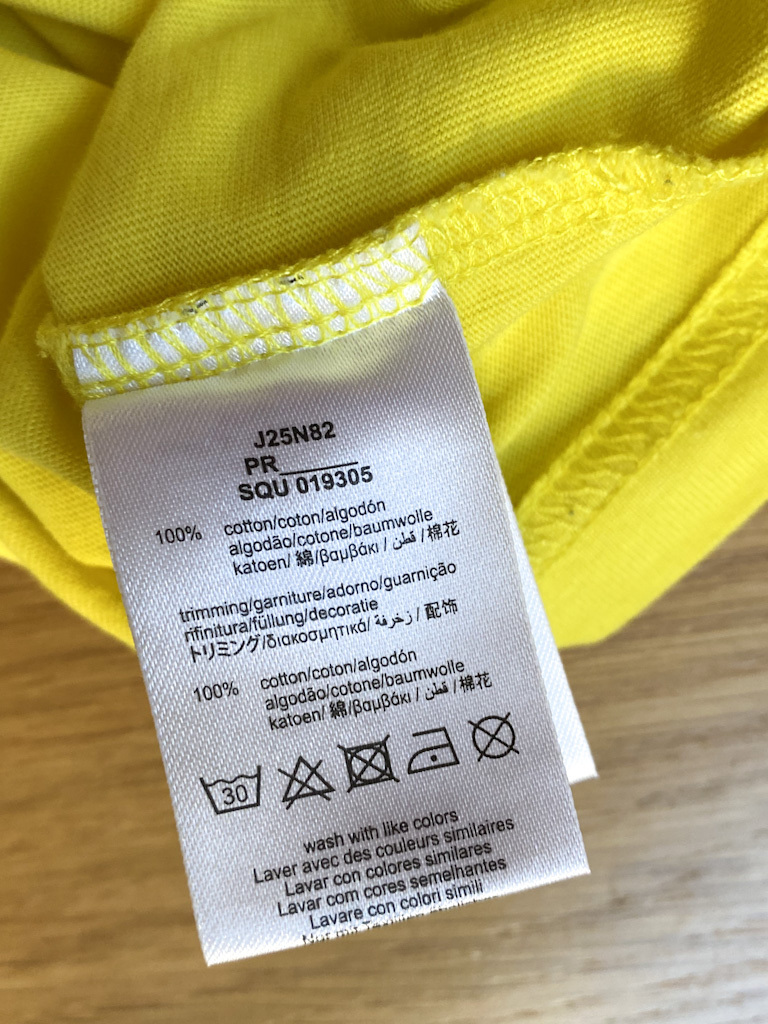 J25N82
PR______
SQU 019305
100% cotton/coton/algodón
algodão/cotone/baumwolle
katoen/ 綿/βαμβάκι / قطن / 棉花
trimming/garniture/adorno/guarnição
rifinitura/füllung/decoratie
トリミング/διακοσμητικά/ زخرفة / 配饰
100% cotton/coton/algodón
algodão/cotone/baumwolle
katoen/ 綿/βαμβάκι / قطن / 棉花
30
wash with like colors
Laver avec des couleurs similaires
Lavar con colores similares
Lavar com cores semelhantes
Lavare con colori simili